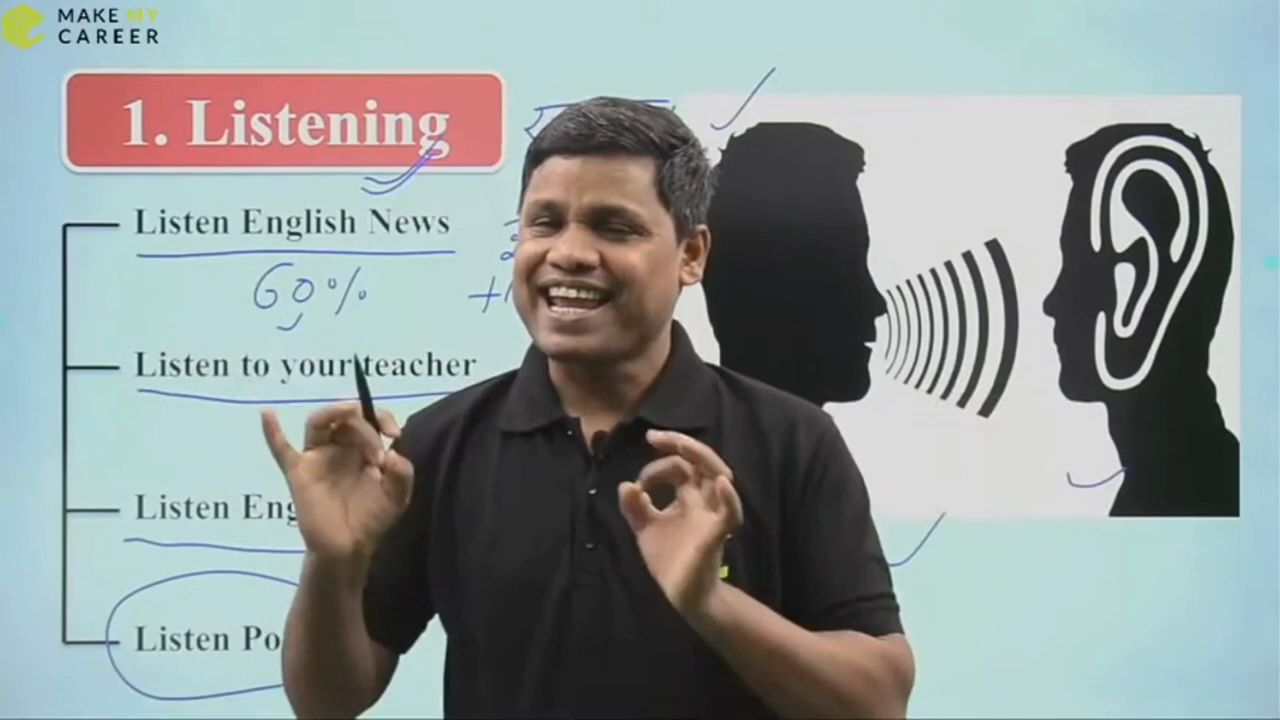 MAKE MY
CAREER
1. Listening
Listen English News
60%
Listen to your teacher
Listen Eng
Listen Po